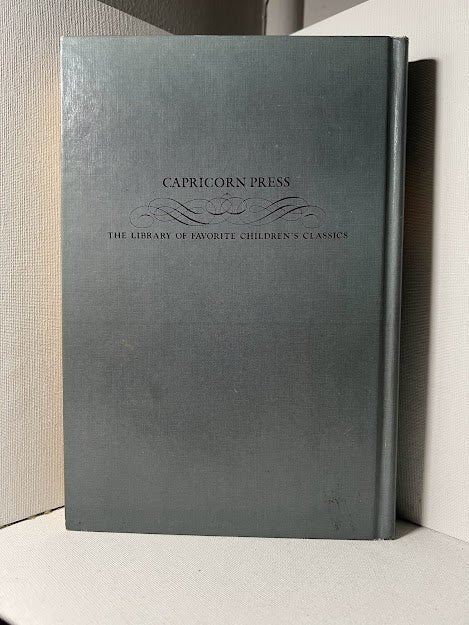 CAPRICORN PRESS
THE LIBRARY OF FAVORITE CHILDREN'S CLASSICS